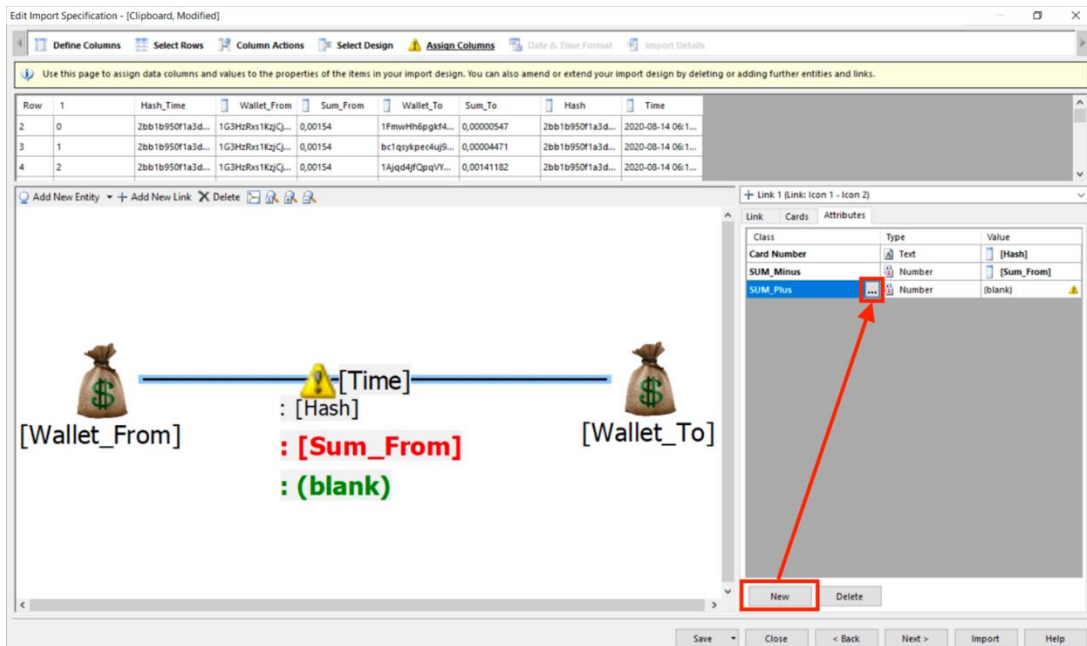 Edit Import Specification - [Clipboard, Modified]
Define Columns Select Rows Column Actions Select Design Assign Columns Date & Time Format Import Details
Use this page to assign data columns and values to the properties of the items in your import design. You can also amend or extend your import design by deleting or adding further entities and links.
Row 1 Hash_Time Wallet_From Sum_From Wallet_To Sum_To Hash Time
2 0 2bb1b950f1a3d... 1G3HzRxs1KzjCj... 0,00154 1FmwHh6pgkf4... 0,00000547 2bb1b950f1a3d... 2020-08-14 06:1...
3 1 2bb1b950f1a3d... 1G3HzRxs1KzjCj... 0,00154 bc1qsykpec4uj9... 0,00004471 2bb1b950f1a3d... 2020-08-14 06:1...
4 2 2bb1b950f1a3d... 1G3HzRxs1KzjCj... 0,00154 1Ajqd4jfQpqVY... 0,00141182 2bb1b950f1a3d... 2020-08-14 06:1...
Add New Entity Add New Link Delete
Link 1 (Link: Icon 1 - Icon 2)
Link Cards Attributes
Class Type Value
Card Number Text [Hash]
SUM_Minus Number [Sum_From]
SUM_Plus ... Number (blank)
[Time]
: [Hash]
[Wallet_From] [Wallet_To]
: [Sum_From]
: (blank)
New Delete
Save Close < Back Next > Import Help